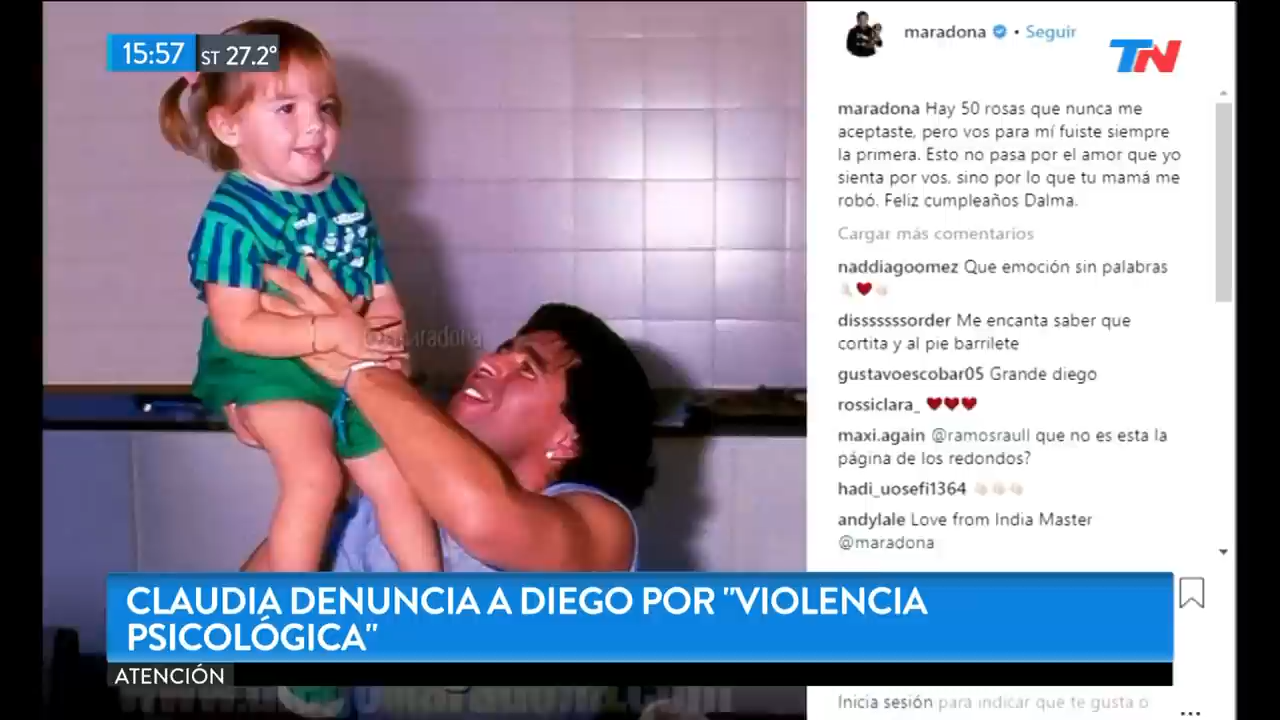 15:57 ST 27.2°
maradona • Seguir
TN
maradona Hay 50 rosas que nunca me
aceptaste, pero vos para mí fuiste siempre
la primera. Esto no pasa por el amor que yo
sienta por vos, sino por lo que tu mamá me
robó. Feliz cumpleaños Dalma.
Cargar más comentarios
naddiagoomez Que emoción sin palabras
disssssssorder Me encanta saber que
cortita y al pie barrilete
gustavoescobar05 Grande diego
rossiclara_
maxi.again @ramosraull que no es esta la
página de los redondos?
hadi_uosefi1364
andylale Love from India Master
@maradona
CLAUDIA DENUNCIA A DIEGO POR "VIOLENCIA
PSICOLÓGICA"
ATENCIÓN
Inicia sesión para indicar que te gusta o
...